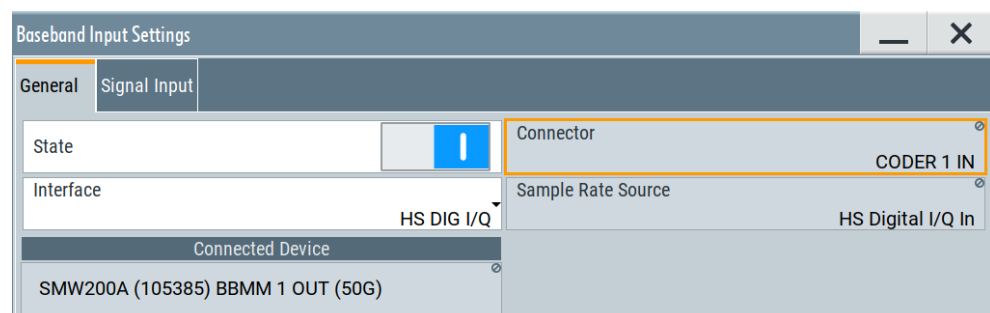 Baseband Input Settings
General
Signal Input
State
Connector
CODER 1 IN
Interface
HS DIG I/Q
Sample Rate Source
HS Digital I/Q In
Connected Device
SMW200A (105385) BBMM 1 OUT (50G)